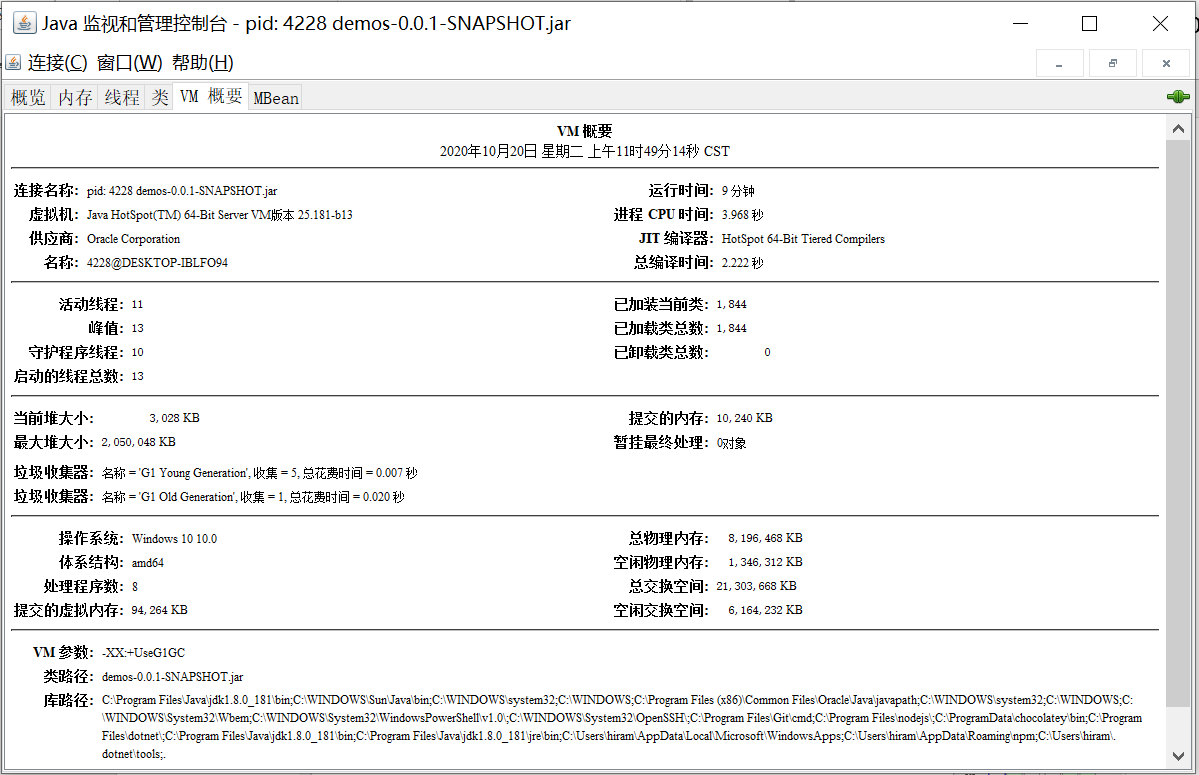 Java 监视和管理控制台 - pid: 4228 demos-0.0.1-SNAPSHOT.jar
连接(C) 窗口(W) 帮助(H)
概览 内存 线程 类 VM 概要 MBean
VM 概要
2020年10月20日 星期二 上午11时49分14秒 CST
连接名称: pid: 4228 demos-0.0.1-SNAPSHOT.jar 运行时间: 9 分钟
虚拟机: Java HotSpot(TM) 64-Bit Server VM版本 25.181-b13 进程 CPU 时间: 3.968 秒
供应商: Oracle Corporation JIT 编译器: HotSpot 64-Bit Tiered Compilers
名称: 4228@DESKTOP-IBLFO94 总编译时间: 2.222 秒
活动线程: 11 已加装当前类: 1,844
峰值: 13 已加载类总数: 1,844
守护程序线程: 10 已卸载类总数: 0
启动的线程总数: 13
当前堆大小: 3,028 KB 提交的内存: 10,240 KB
最大堆大小: 2,050,048 KB 暂挂最终处理: 0对象
垃圾收集器: 名称 = 'G1 Young Generation', 收集 = 5, 总花费时间 = 0.007 秒
垃圾收集器: 名称 = 'G1 Old Generation', 收集 = 1, 总花费时间 = 0.020 秒
操作系统: Windows 10 10.0 总物理内存: 8,196,468 KB
体系结构: amd64 空闲物理内存: 1,346,312 KB
处理程序数: 8 总交换空间: 21,303,668 KB
提交的虚拟内存: 94,264 KB 空闲交换空间: 6,164,232 KB
VM 参数: -XX:+UseG1GC
类路径: demos-0.0.1-SNAPSHOT.jar
库路径: C:\Program Files\Java\jdk1.8.0_181\bin;C:\WINDOWS\Sun\Java\bin;C:\WINDOWS\system32;C:\WINDOWS;C:\Program Files (x86)\Common Files\Oracle\Java\javapath;C:\WINDOWS\system32;C:\WINDOWS;C:
\WINDOWS\System32\Wbem;C:\WINDOWS\System32\WindowsPowerShell\v1.0\;C:\WINDOWS\System32\OpenSSH\;C:\Program Files\Git\cmd;C:\Program Files\nodejs\;C:\ProgramData\chocolatey\bin;C:\Program
Files\dotnet\;C:\Program Files\Java\jdk1.8.0_181\bin;C:\Program Files\Java\jdk1.8.0_181\jre\bin;C:\Users\hiram\AppData\Local\Microsoft\WindowsApps;C:\Users\hiram\AppData\Roaming\npm;C:\Users\hiram\.
dotnet\tools;.